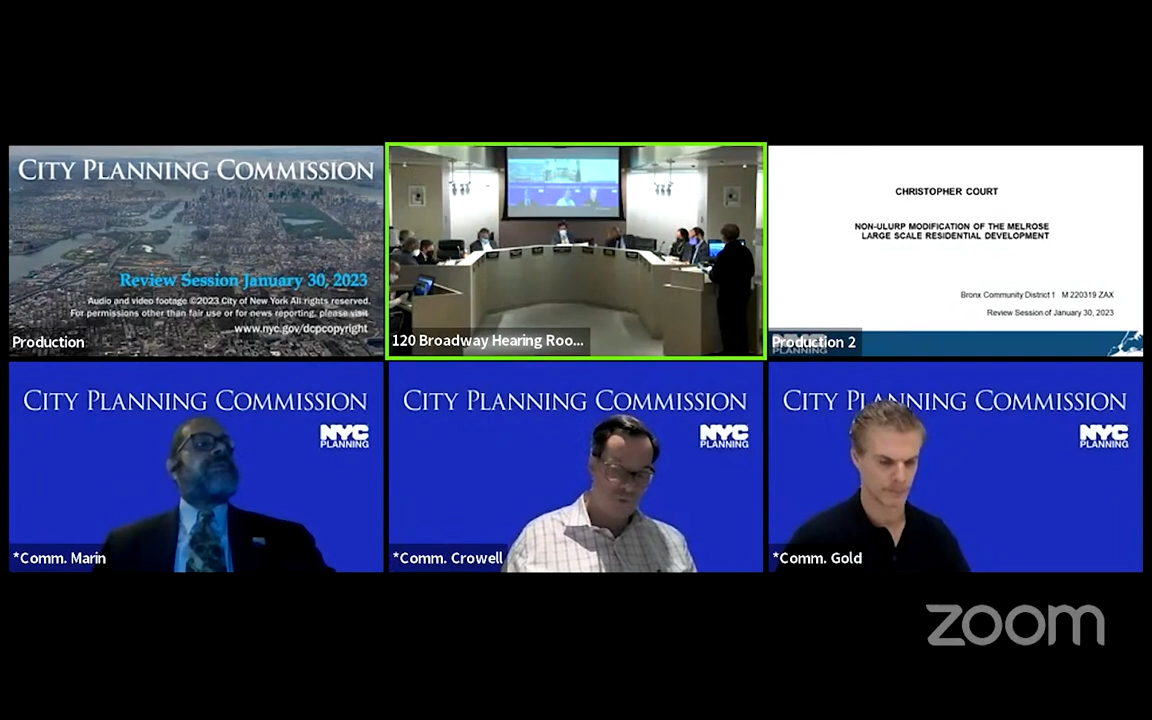 CITY PLANNING COMMISSION
Review Session January 30, 2023
Audio and video footage ©2023 City of New York All rights reserved.
For permissions other than fair use or for news reporting, please visit
www.nyc.gov/dcpcopyright
Production
120 Broadway Hearing Roo...
CHRISTOPHER COURT
NON-ULURP MODIFICATION OF THE MELROSE
LARGE SCALE RESIDENTIAL DEVELOPMENT
Bronx Community District 1 M 220319 ZAX
Review Session of January 30, 2023
Production 2
PLANNING
CITY PLANNING COMMISSION
NYC
PLANNING
*Comm. Marin
CITY PLANNING COMMISSION
NYC
PLANNING
*Comm. Crowell
CITY PLANNING COMMISSION
NYC
PLANNING
*Comm. Gold
zoom